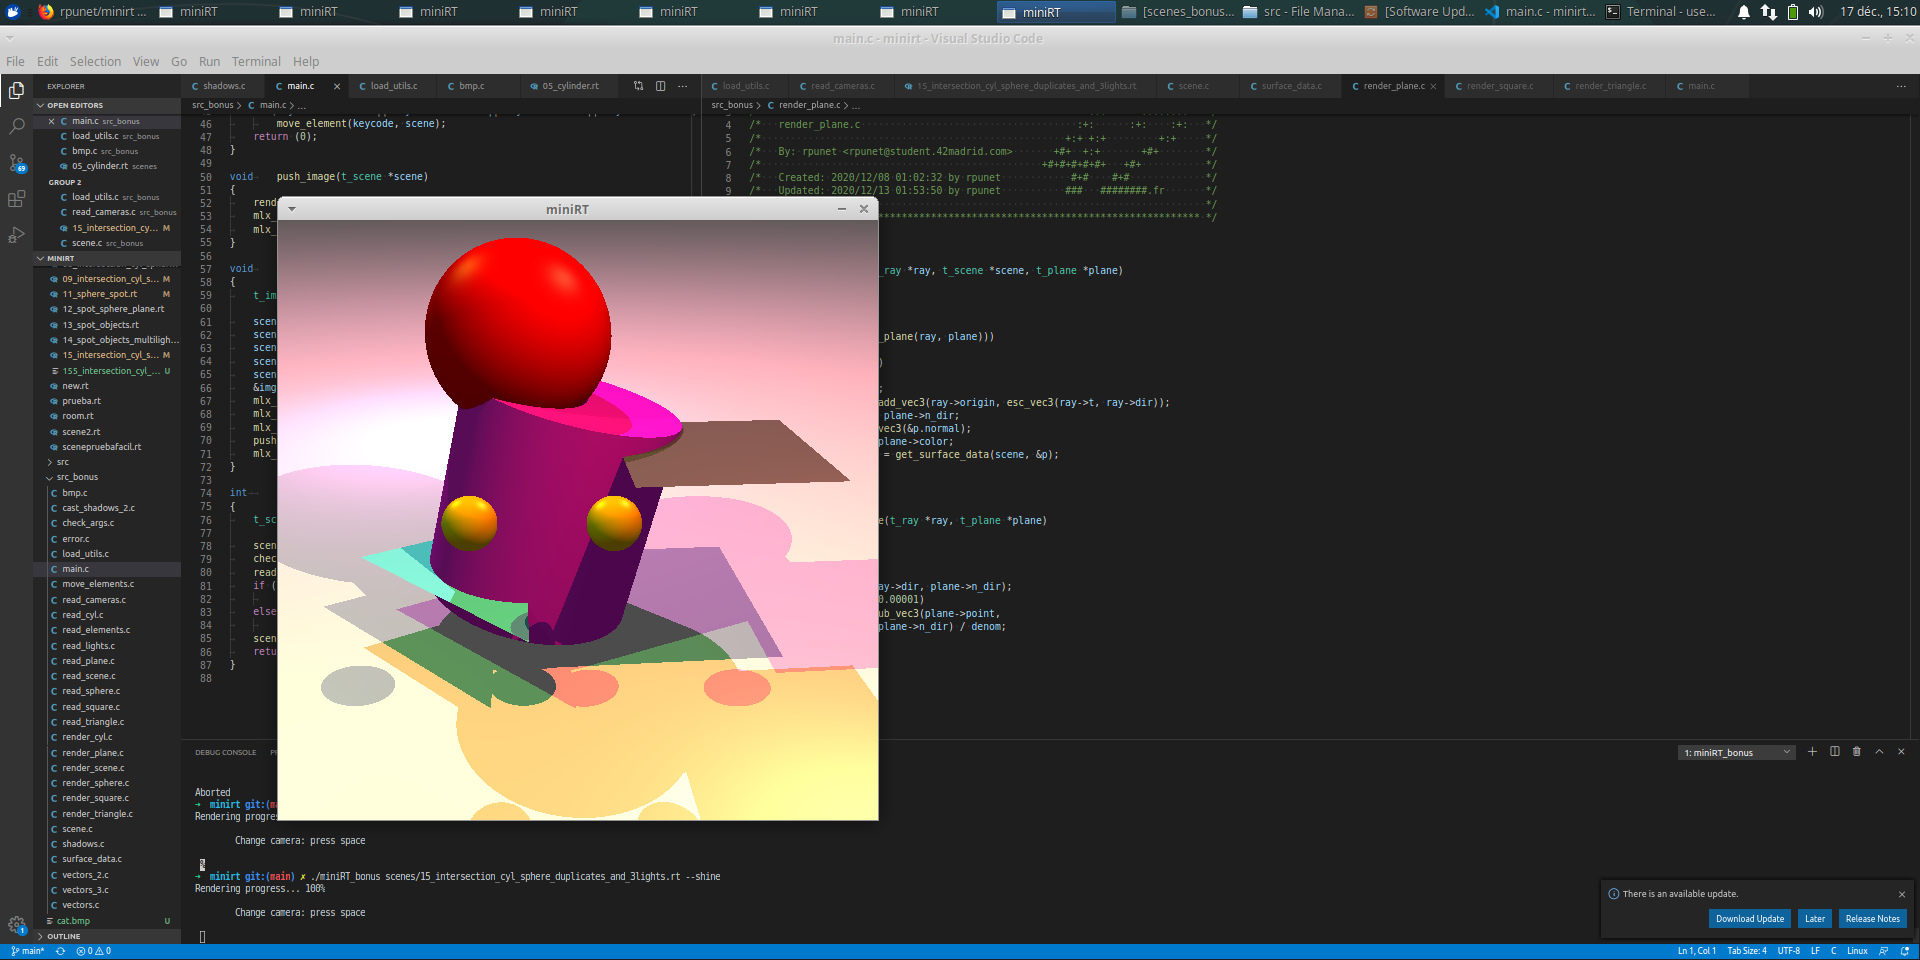 rpunet/minirt ...
miniRT
miniRT
miniRT
miniRT
miniRT
miniRT
miniRT
miniRT
[scenes_bonus...
src - File Mana...
[Software Upd...
main.c - minirt...
Terminal - use...
17 déc., 15:10
main.c - minirt - Visual Studio Code
File Edit Selection View Go Run Terminal Help
EXPLORER
OPEN EDITORS
main.c src_bonus
load_utils.c src_bonus
bmp.c src_bonus
05_cylinder.rt scenes
GROUP 2
load_utils.c src_bonus
read_cameras.c src_bonus
15_intersection_cy... M
scene.c src_bonus
MINIRT
09_intersection_cyl_s... M
11_sphere_spot.rt M
12_spot_sphere_plane.rt
13_spot_objects.rt
14_spot_objects_multiligh...
15_intersection_cyl_s... M
155_intersection_cyl_... U
new.rt
prueba.rt
room.rt
scene2.rt
scenepruebafacil.rt
src
src_bonus
bmp.c
cast_shadows_2.c
check_args.c
error.c
load_utils.c
main.c
move_elements.c
read_cameras.c
read_cyl.c
read_elements.c
read_lights.c
read_plane.c
read_scene.c
read_sphere.c
read_square.c
read_triangle.c
render_cyl.c
render_plane.c
render_scene.c
render_sphere.c
render_square.c
render_triangle.c
scene.c
shadows.c
surface_data.c
vectors_2.c
vectors_3.c
vectors.c
cat.bmp U
OUTLINE
69
1
shadows.c main.c load_utils.c bmp.c 05_cylinder.rt
src_bonus > main.c > ...
46 move_element(keycode, scene);
47 return (0);
48 }
49
50 void push_image(t_scene *scene)
51 {
52 rend
53 mlx_
54 mlx_
55 }
56
57 void
58 {
59 t_im
60
61 scen
62 scen
63 scen
64 scen
65 scen
66 &img
67 mlx_
68 mlx_
69 mlx_
70 push
71 mlx_
72 }
73
74 int
75 {
76 t_sc
77
78 scen
79 chec
80 read
81 if (
82
83 else
84
85 scen
86 retu
87 }
88
load_utils.c read_cameras.c 15_intersection_cyl_sphere_duplicates_and_3lights.rt scene.c surface_data.c render_plane.c render_square.c render_triangle.c main.c
src_bonus > render_plane.c > ...
4 /* render_plane.c :+: :+: :+: */
5 /* +:+ +:+ +:+ */
6 /* By: rpunet <rpunet@student.42madrid.com> +#+ +:+ +#+ */
7 /* +#+#+#+#+#+ +#+ */
8 /* Created: 2020/12/08 01:02:32 by rpunet #+# #+# */
9 /* Updated: 2020/12/13 01:53:50 by rpunet ### ########.fr */
*/
_ray *ray, t_scene *scene, t_plane *plane)
_plane(ray, plane)))
)
;
add_vec3(ray->origin, esc_vec3(ray->t, ray->dir));
plane->n_dir;
vec3(&p.normal);
plane->color;
= get_surface_data(scene, &p);
e(t_ray *ray, t_plane *plane)
ay->dir, plane->n_dir);
0.00001)
ub_vec3(plane->point,
plane->n_dir) / denom;
miniRT
DEBUG CONSOLE
1: miniRT_bonus
Aborted
➜ minirt git:(ma
Rendering progres
Change camera: press space
%
➜ minirt git:(main) ✗ ./miniRT_bonus scenes/15_intersection_cyl_sphere_duplicates_and_3lights.rt --shine
Rendering progress... 100%
Change camera: press space
There is an available update.
Download Update Later Release Notes
main* 0 0
Ln 1, Col 1 Tab Size: 4 UTF-8 LF C Linux